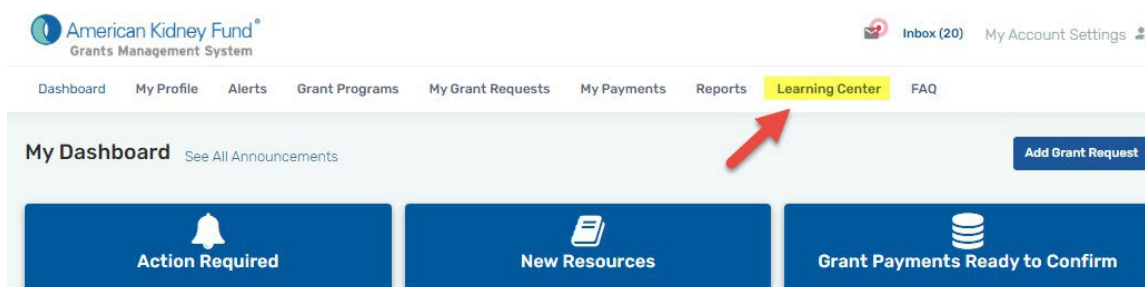 American Kidney Fund®
Grants Management System
Inbox (20) My Account Settings
Dashboard My Profile Alerts Grant Programs My Grant Requests My Payments Reports Learning Center FAQ
My Dashboard See All Announcements
Add Grant Request
Action Required
New Resources
Grant Payments Ready to Confirm